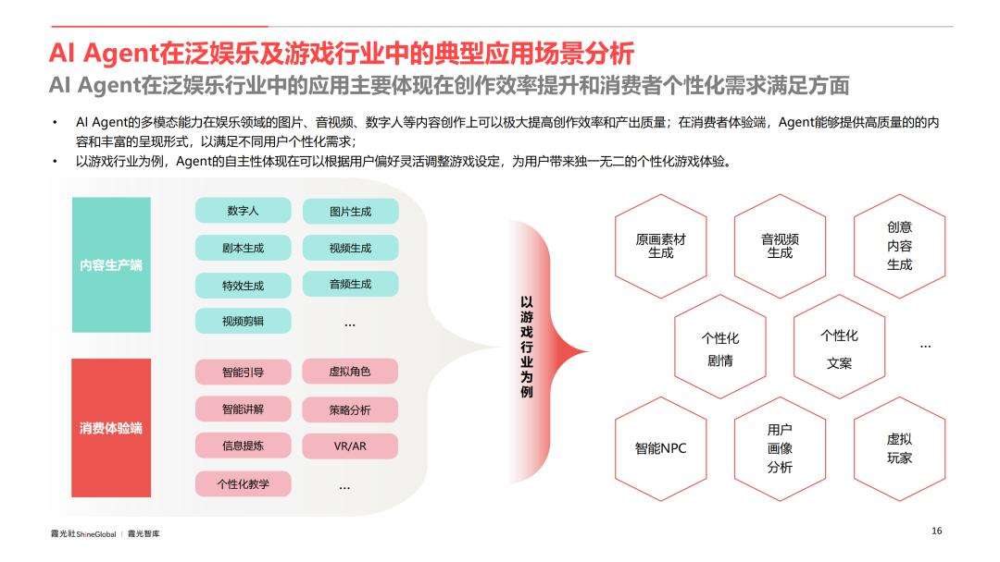 AI Agent在泛娱乐及游戏行业中的典型应用场景分析
AI Agent在泛娱乐行业中的应用主要体现在创作效率提升和消费者个性化需求满足方面
• AI Agent的多模态能力在娱乐领域的图片、音视频、数字人等内容创作上可以极大提高创作效率和产出质量；在消费者体验端，Agent能够提供高质量的的内
容和丰富的呈现形式，以满足不同用户个性化需求；
• 以游戏行业为例，Agent的自主性体现在可以根据用户偏好灵活调整游戏设定，为用户带来独一无二的个性化游戏体验。
内容生产端
数字人
图片生成
剧本生成
视频生成
特效生成
音频生成
视频剪辑
...
消费体验端
智能引导
虚拟角色
智能讲解
策略分析
信息提炼
VR/AR
个性化教学
...
以游戏行业为例
原画素材
生成
音视频
生成
创意
内容
生成
个性化
剧情
个性化
文案
...
智能NPC
用户
画像
分析
虚拟
玩家
霞光社ShineGlobal | 霞光智库
16